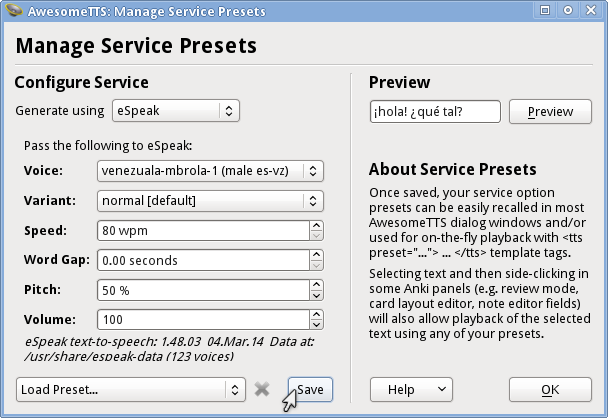 AwesomeTTS: Manage Service Presets
Manage Service Presets
Configure Service
Generate using eSpeak
Pass the following to eSpeak:
Voice: venezuala-mbrola-1 (male es-vz)
Variant: normal [default]
Speed: 80 wpm
Word Gap: 0.00 seconds
Pitch: 50 %
Volume: 100
eSpeak text-to-speech: 1.48.03 04.Mar.14 Data at:
/usr/share/espeak-data (123 voices)
Load Preset...
Save
Preview
¡hola! ¿qué tal?
Preview
About Service Presets
Once saved, your service option
presets can be easily recalled in most
AwesomeTTS dialog windows and/or
used for on-the-fly playback with <tts
preset="..."> ... </tts> template tags.
Selecting text and then side-clicking in
some Anki panels (e.g. review mode,
card layout editor, note editor fields)
will also allow playback of the selected
text using any of your presets.
Help
OK